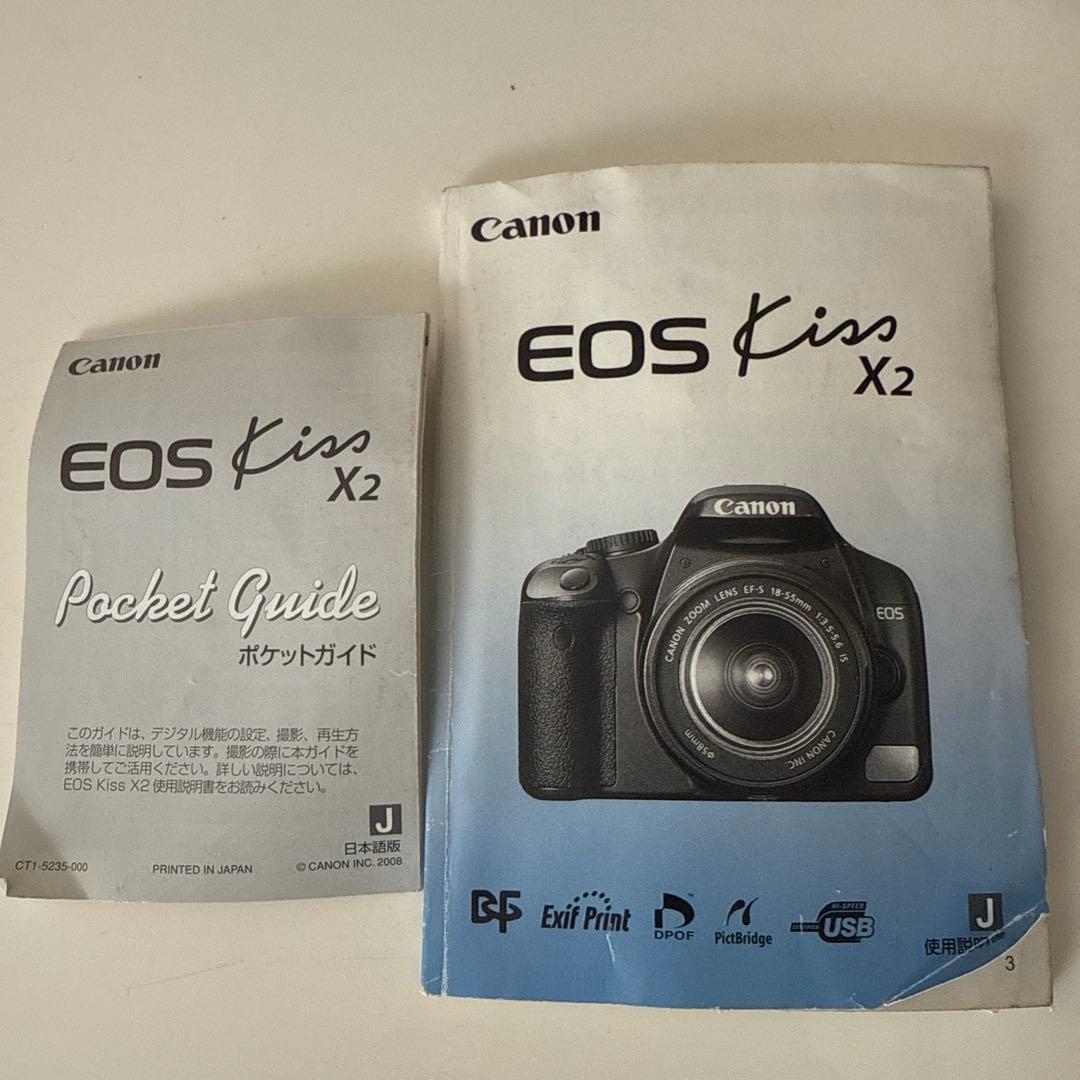 Canon
EOS Kiss
X2
Pocket Guide
ポケットガイド
このガイドは、デジタル機能の設定、撮影、再生方
法を簡単に説明しています。撮影の際に本ガイドを
携帯してご活用ください。詳しい説明については、
EOS Kiss X2 使用説明書をお読みください。
J
日本語版
CT1-5235-000 PRINTED IN JAPAN © CANON INC. 2008
Canon
EOS Kiss
X2
Canon
EOS
CANON ZOOM LENS EF-S 18-55mm 1:3.5-5.6 IS
ø58mm
CANON INC.
Exif Print
DPOF
PictBridge
HI-SPEED
USB
J
使用説
3